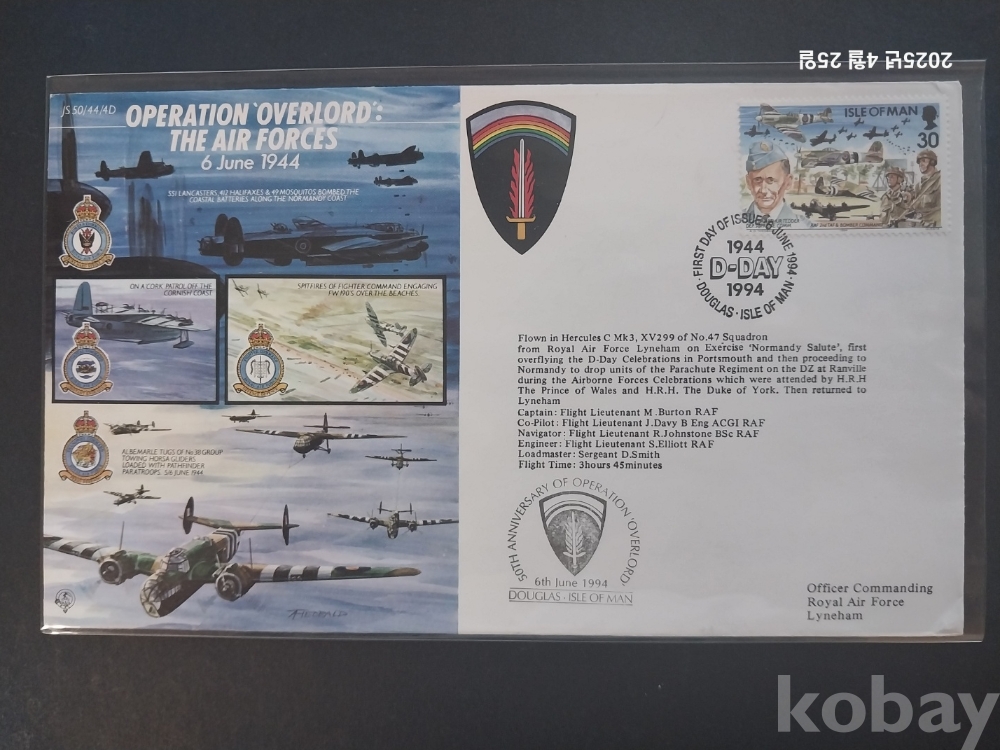 2025년 4월 25일
JS 50/44/4D
OPERATION 'OVERLORD':
THE AIR FORCES
6 June 1944
551 LANCASTERS, 412 HALIFAXES & 49 MOSQUITOS BOMBED THE
COASTAL BATTERIES ALONG THE NORMANDY COAST
ON A CORK PATROL OFF THE
CORNISH COAST
SPITFIRES OF FIGHTER COMMAND ENGAGING
FW 190'S OVER THE BEACHES.
ALBEMARLE TUGS OF No. 38 GROUP
TOWING HORSA GLIDERS
LOADED WITH PATHFINDER
PARATROOPS. 5/6 JUNE 1944
ISLE OF MAN
30
FIRST DAY OF ISSUE 6 JUNE 1994
1944
D-DAY
1994
DOUGLAS · ISLE OF MAN
Flown in Hercules C Mk3, XV299 of No.47 Squadron
from Royal Air Force Lyneham on Exercise 'Normandy Salute', first
overflying the D-Day Celebrations in Portsmouth and then proceeding to
Normandy to drop units of the Parachute Regiment on the DZ at Ranville
during the Airborne Forces Celebrations which were attended by H.R.H
The Prince of Wales and H.R.H. The Duke of York. Then returned to
Lyneham
Captain: Flight Lieutenant M.Burton RAF
Co-Pilot: Flight Lieutenant J.Davy B Eng ACGI RAF
Navigator: Flight Lieutenant R.Johnstone BSc RAF
Engineer: Flight Lieutenant S.Elliott RAF
Loadmaster: Sergeant D.Smith
Flight Time: 3hours 45minutes
50TH ANNIVERSARY OF OPERATION 'OVERLORD'
6th June 1994
DOUGLAS - ISLE OF MAN
Officer Commanding
Royal Air Force
Lyneham
kobay